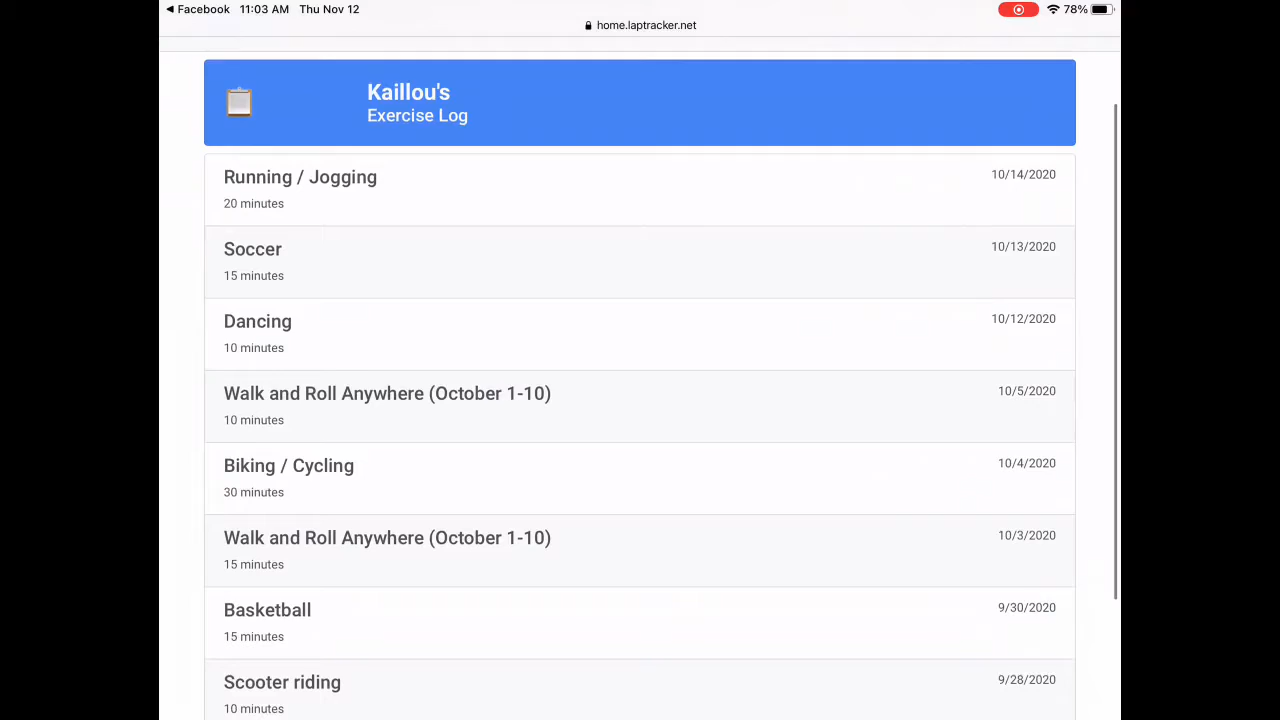 Facebook 11:03 AM Thu Nov 12 78%
home.laptracker.net
Kaillou's
Exercise Log
Running / Jogging 10/14/2020
20 minutes
Soccer 10/13/2020
15 minutes
Dancing 10/12/2020
10 minutes
Walk and Roll Anywhere (October 1-10) 10/5/2020
10 minutes
Biking / Cycling 10/4/2020
30 minutes
Walk and Roll Anywhere (October 1-10) 10/3/2020
15 minutes
Basketball 9/30/2020
15 minutes
Scooter riding 9/28/2020
10 minutes